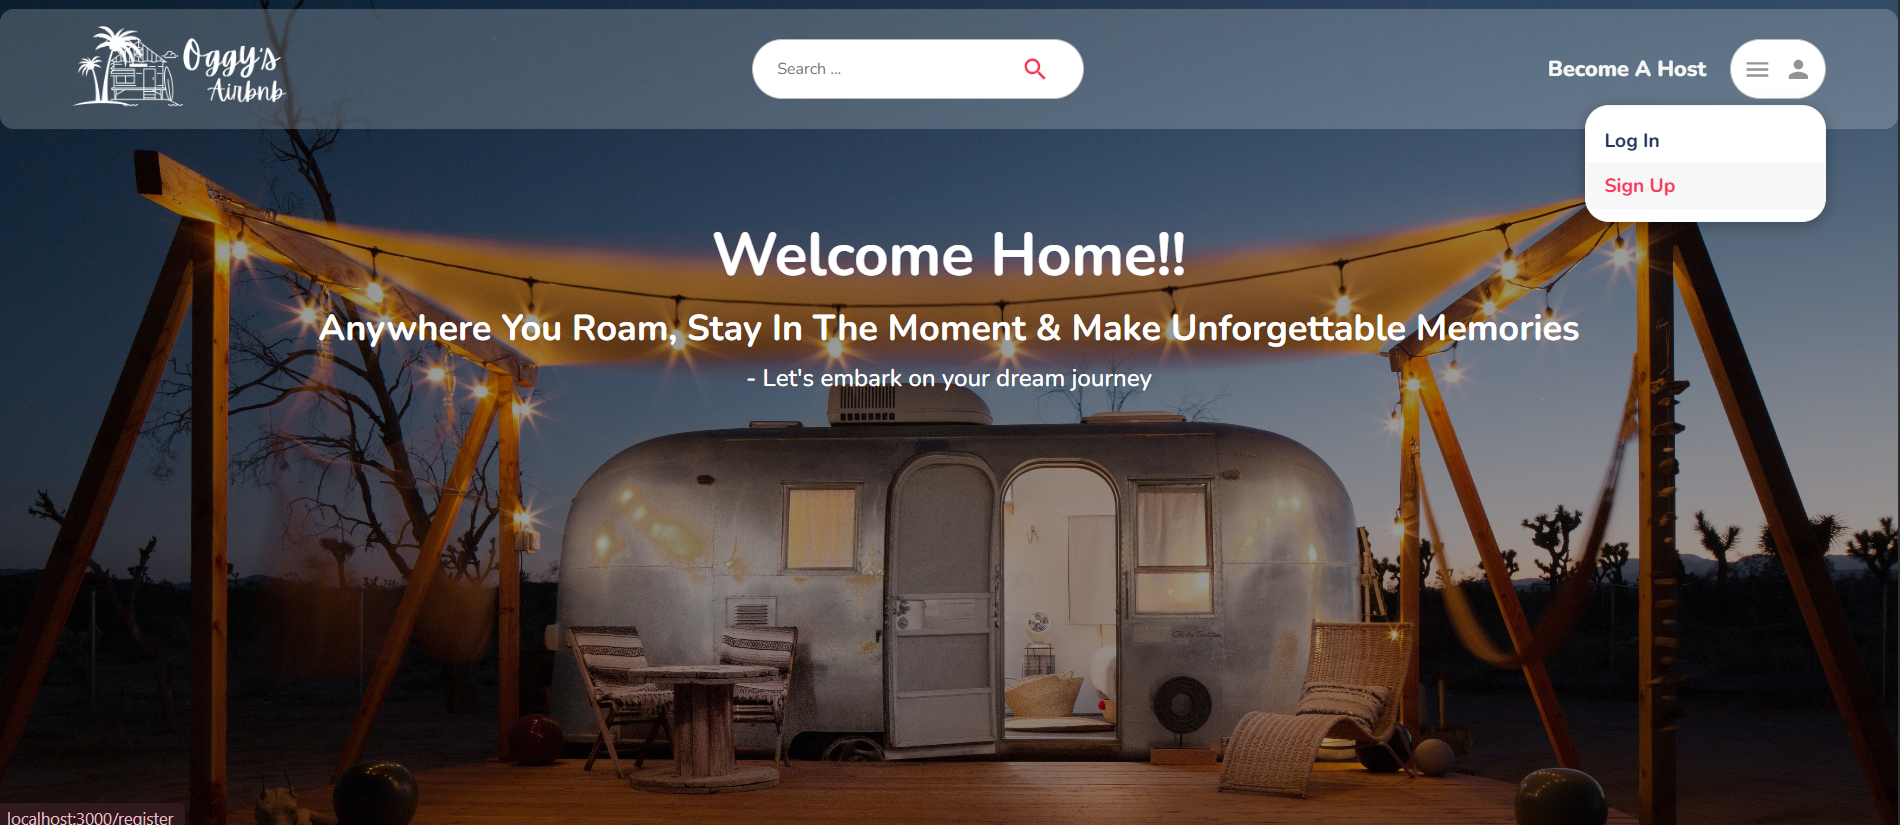 Oggy's
Airbnb
Search ...
Become A Host
Log In
Sign Up
Welcome Home!!
Anywhere You Roam, Stay In The Moment & Make Unforgettable Memories
- Let's embark on your dream journey
localhost:3000/register